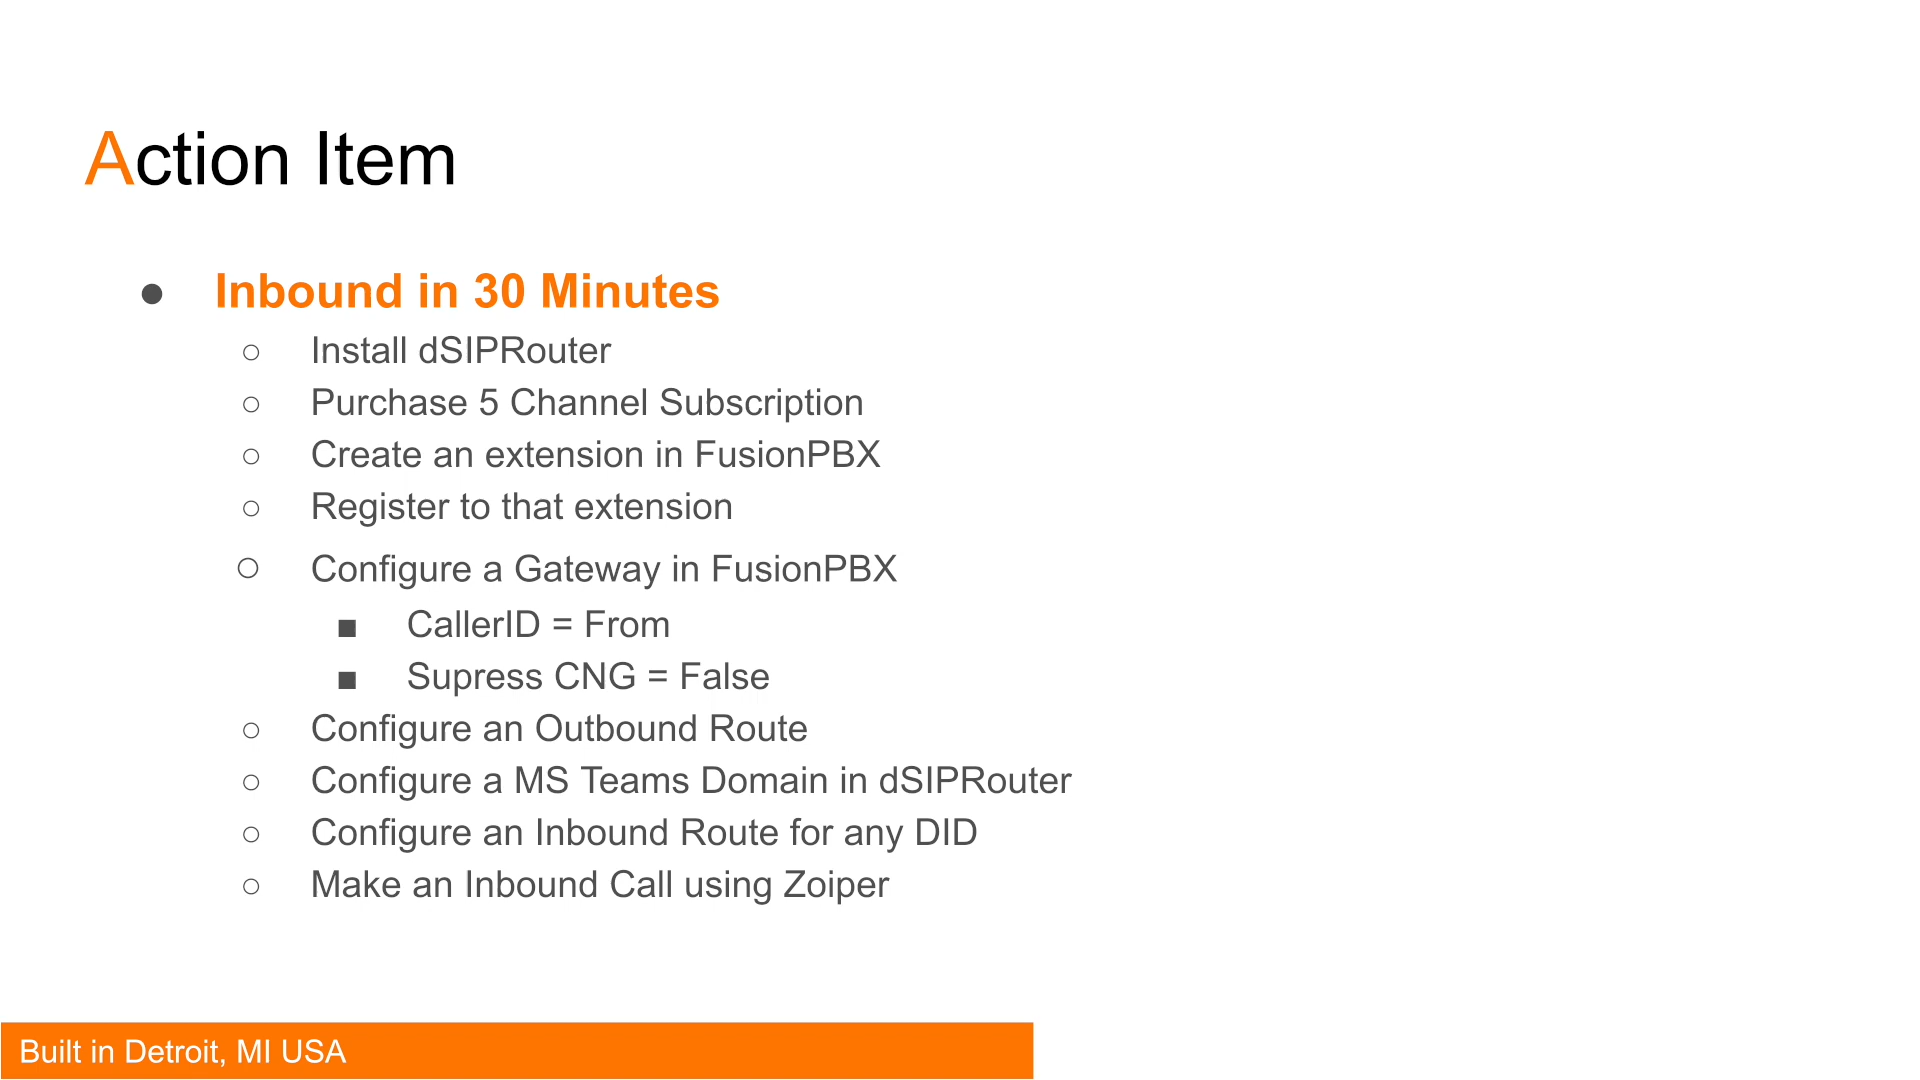 Action Item
● Inbound in 30 Minutes
○ Install dSIPRouter
○ Purchase 5 Channel Subscription
○ Create an extension in FusionPBX
○ Register to that extension
○ Configure a Gateway in FusionPBX
■ CallerID = From
■ Supress CNG = False
○ Configure an Outbound Route
○ Configure a MS Teams Domain in dSIPRouter
○ Configure an Inbound Route for any DID
○ Make an Inbound Call using Zoiper
Built in Detroit, MI USA